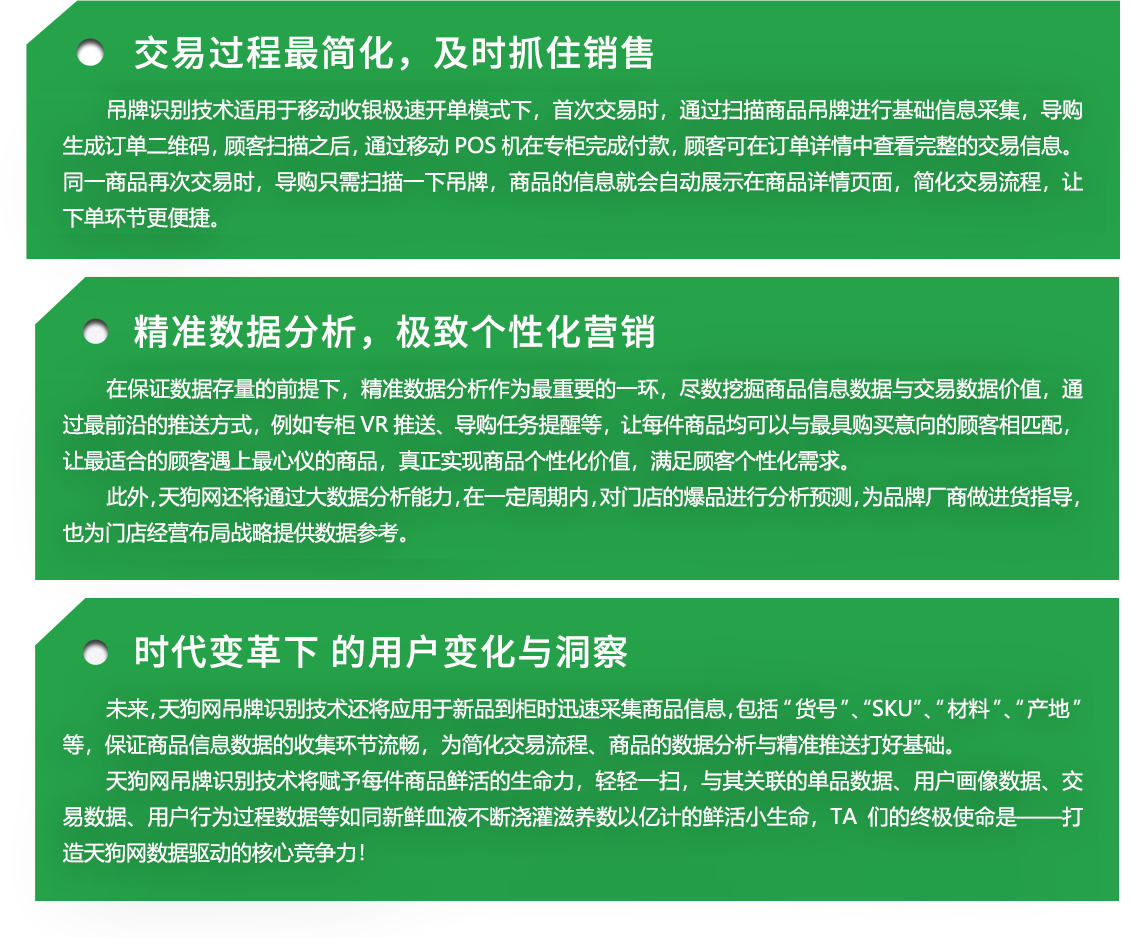 交易过程最简化，及时抓住销售
吊牌识别技术适用于移动收银极速开单模式下，首次交易时，通过扫描商品吊牌进行基础信息采集，导购
生成订单二维码，顾客扫描之后，通过移动 POS 机在专柜完成付款，顾客可在订单详情中查看完整的交易信息。
同一商品再次交易时，导购只需扫描一下吊牌，商品的信息就会自动展示在商品详情页面，简化交易流程，让
下单环节更便捷。
精准数据分析，极致个性化营销
在保证数据存量的前提下，精准数据分析作为最重要的一环，尽数挖掘商品信息数据与交易数据价值，通
过最前沿的推送方式，例如专柜 VR 推送、导购任务提醒等，让每件商品均可以与最具购买意向的顾客相匹配，
让最适合的顾客遇上最心仪的商品，真正实现商品个性化价值，满足顾客个性化需求。
此外，天狗网还将通过大数据分析能力，在一定周期内，对门店的爆品进行分析预测，为品牌厂商做进货指导，
也为门店经营布局战略提供数据参考。
时代变革下 的用户变化与洞察
未来，天狗网吊牌识别技术还将应用于新品到柜时迅速采集商品信息，包括“货号”、“SKU”、“材料”、“产地”
等，保证商品信息数据的收集环节流畅，为简化交易流程、商品的数据分析与精准推送打好基础。
天狗网吊牌识别技术将赋予每件商品鲜活的生命力，轻轻一扫，与其关联的单品数据、用户画像数据、交
易数据、用户行为过程数据等如同新鲜血液不断浇灌滋养数以亿计的鲜活小生命，TA 们的终极使命是——打
造天狗网数据驱动的核心竞争力！